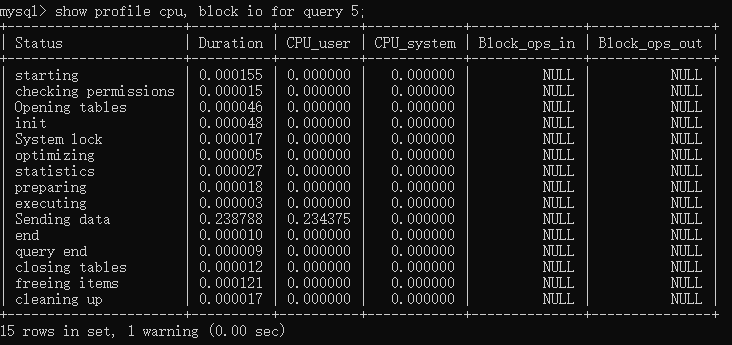 mysql> show profile cpu, block io for query 5;
+----------------------+----------+----------+------------+--------------+---------------+
| Status               | Duration | CPU_user | CPU_system | Block_ops_in | Block_ops_out |
+----------------------+----------+----------+------------+--------------+---------------+
| starting             | 0.000155 | 0.000000 |   0.000000 |         NULL |          NULL |
| checking permissions | 0.000015 | 0.000000 |   0.000000 |         NULL |          NULL |
| Opening tables       | 0.000046 | 0.000000 |   0.000000 |         NULL |          NULL |
| init                 | 0.000048 | 0.000000 |   0.000000 |         NULL |          NULL |
| System lock          | 0.000017 | 0.000000 |   0.000000 |         NULL |          NULL |
| optimizing           | 0.000005 | 0.000000 |   0.000000 |         NULL |          NULL |
| statistics           | 0.000027 | 0.000000 |   0.000000 |         NULL |          NULL |
| preparing            | 0.000018 | 0.000000 |   0.000000 |         NULL |          NULL |
| executing            | 0.000003 | 0.000000 |   0.000000 |         NULL |          NULL |
| Sending data         | 0.238788 | 0.234375 |   0.000000 |         NULL |          NULL |
| end                  | 0.000010 | 0.000000 |   0.000000 |         NULL |          NULL |
| query end            | 0.000009 | 0.000000 |   0.000000 |         NULL |          NULL |
| closing tables       | 0.000012 | 0.000000 |   0.000000 |         NULL |          NULL |
| freeing items        | 0.000121 | 0.000000 |   0.000000 |         NULL |          NULL |
| cleaning up          | 0.000017 | 0.000000 |   0.000000 |         NULL |          NULL |
+----------------------+----------+----------+------------+--------------+---------------+
15 rows in set, 1 warning (0.00 sec)